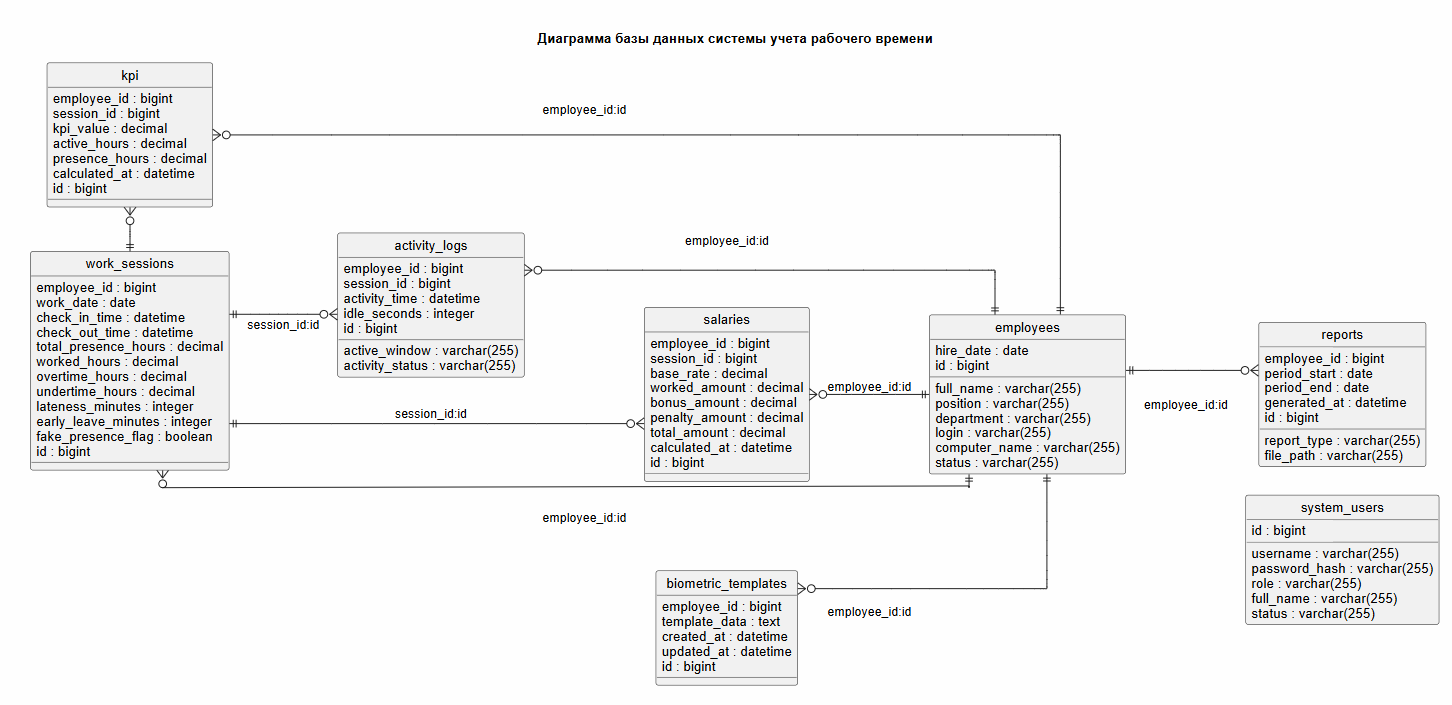 Диаграмма базы данных системы учета рабочего времени
kpi
employee_id : bigint
session_id : bigint
kpi_value : decimal
active_hours : decimal
presence_hours : decimal
calculated_at : datetime
id : bigint
employee_id:id
work_sessions
employee_id : bigint
work_date : date
check_in_time : datetime
check_out_time : datetime
total_presence_hours : decimal
worked_hours : decimal
overtime_hours : decimal
undertime_hours : decimal
lateness_minutes : integer
early_leave_minutes : integer
fake_presence_flag : boolean
id : bigint
session_id:id
activity_logs
employee_id : bigint
session_id : bigint
activity_time : datetime
idle_seconds : integer
id : bigint
active_window : varchar(255)
activity_status : varchar(255)
employee_id:id
session_id:id
salaries
employee_id : bigint
session_id : bigint
base_rate : decimal
worked_amount : decimal
bonus_amount : decimal
penalty_amount : decimal
total_amount : decimal
calculated_at : datetime
id : bigint
employee_id:id
employees
hire_date : date
id : bigint
full_name : varchar(255)
position : varchar(255)
department : varchar(255)
login : varchar(255)
computer_name : varchar(255)
status : varchar(255)
employee_id:id
reports
employee_id : bigint
period_start : date
period_end : date
generated_at : datetime
id : bigint
report_type : varchar(255)
file_path : varchar(255)
employee_id:id
system_users
id : bigint
username : varchar(255)
password_hash : varchar(255)
role : varchar(255)
full_name : varchar(255)
status : varchar(255)
biometric_templates
employee_id : bigint
template_data : text
created_at : datetime
updated_at : datetime
id : bigint
employee_id:id